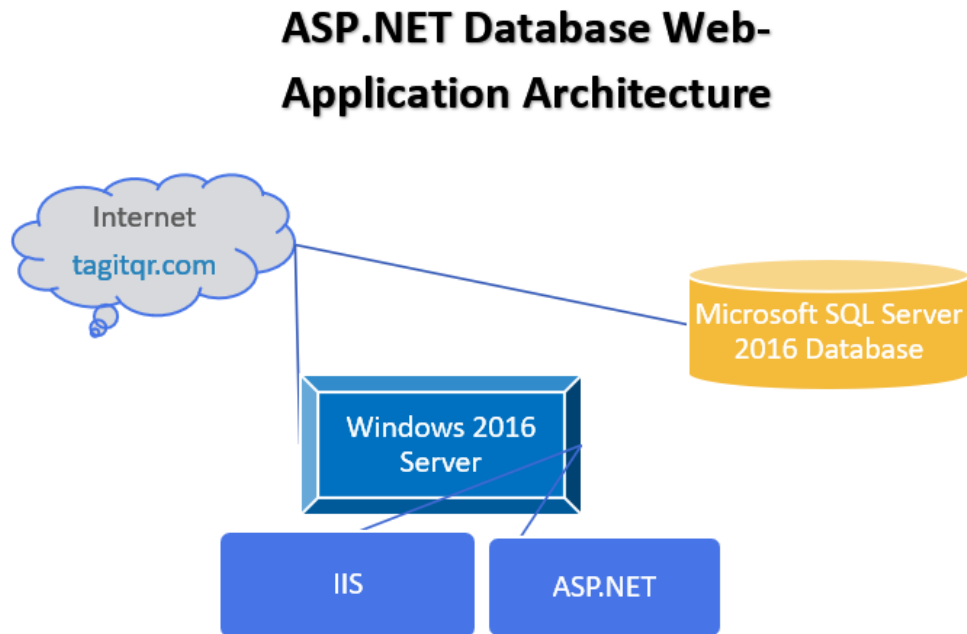 ASP.NET Database Web-
Application Architecture
Internet
tagitqr.com
Microsoft SQL Server
2016 Database
Windows 2016
Server
IIS
ASP.NET